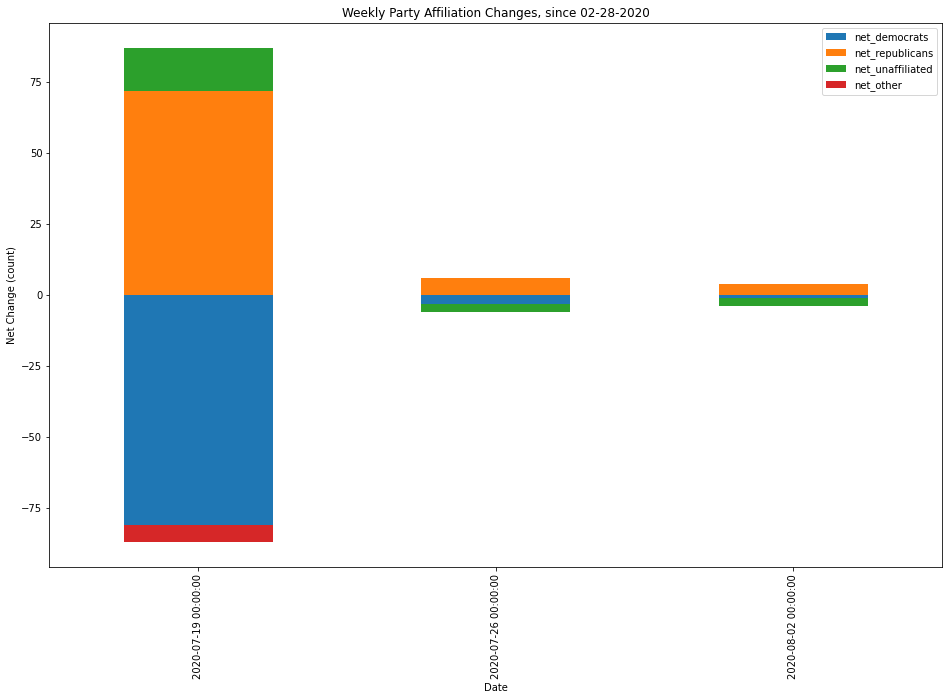 Weekly Party Affiliation Changes, since 02-28-2020
net_democrats
net_republicans
net_unaffiliated
net_other
Net Change (count)
75
50
25
0
−25
−50
−75
2020-07-19 00:00:00
2020-07-26 00:00:00
2020-08-02 00:00:00
Date